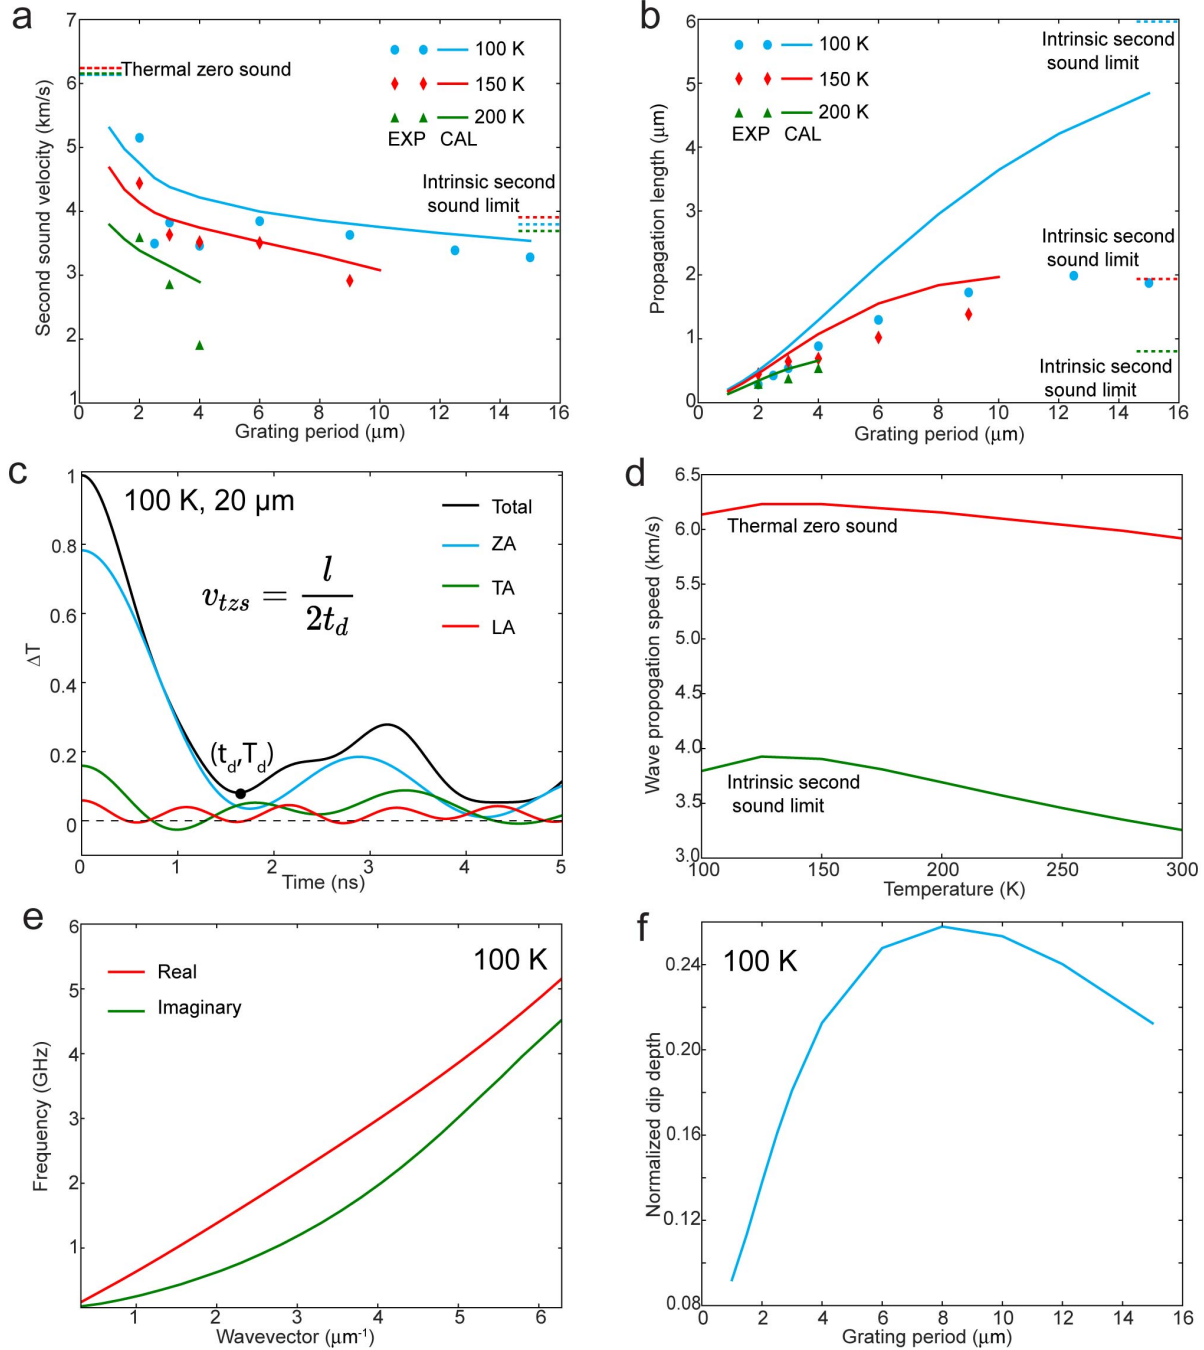 a
7
6
5
4
3
2
1
Second sound velocity (km/s)
Thermal zero sound
100 K
150 K
200 K
EXP CAL
Intrinsic second
sound limit
0 2 4 6 8 10 12 14 16
Grating period (μm)
b
6
5
4
3
2
1
0
Propagation length (μm)
100 K
150 K
200 K
EXP CAL
Intrinsic second
sound limit
Intrinsic second
sound limit
Intrinsic second
sound limit
0 2 4 6 8 10 12 14 16
Grating period (μm)
c
1
0.8
0.6
0.4
0.2
0
ΔT
100 K, 20 μm
v_tzs = l / 2t_d
Total
ZA
TA
LA
(t_d,T_d)
0 1 2 3 4 5
Time (ns)
d
6.5
6.0
5.5
5.0
4.5
4.0
3.5
3.0
Wave propogation speed (km/s)
Thermal zero sound
Intrinsic second
sound limit
100 150 200 250 300
Temperature (K)
e
6
5
4
3
2
1
Frequency (GHz)
Real
Imaginary
100 K
1 2 3 4 5 6
Wavevector (μm⁻¹)
f
0.24
0.20
0.16
0.12
0.08
Normalized dip depth
100 K
0 2 4 6 8 10 12 14 16
Grating period (μm)